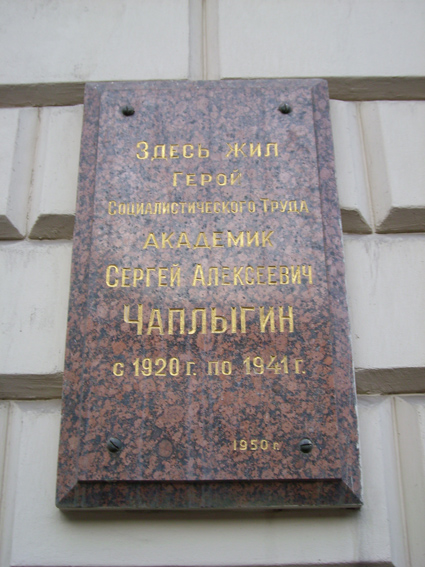 Здесь жил
Герой
Социалистического Труда
академик
Сергей Алексеевич
Чаплыгин
с 1920 г. по 1941 г.
1950 г.